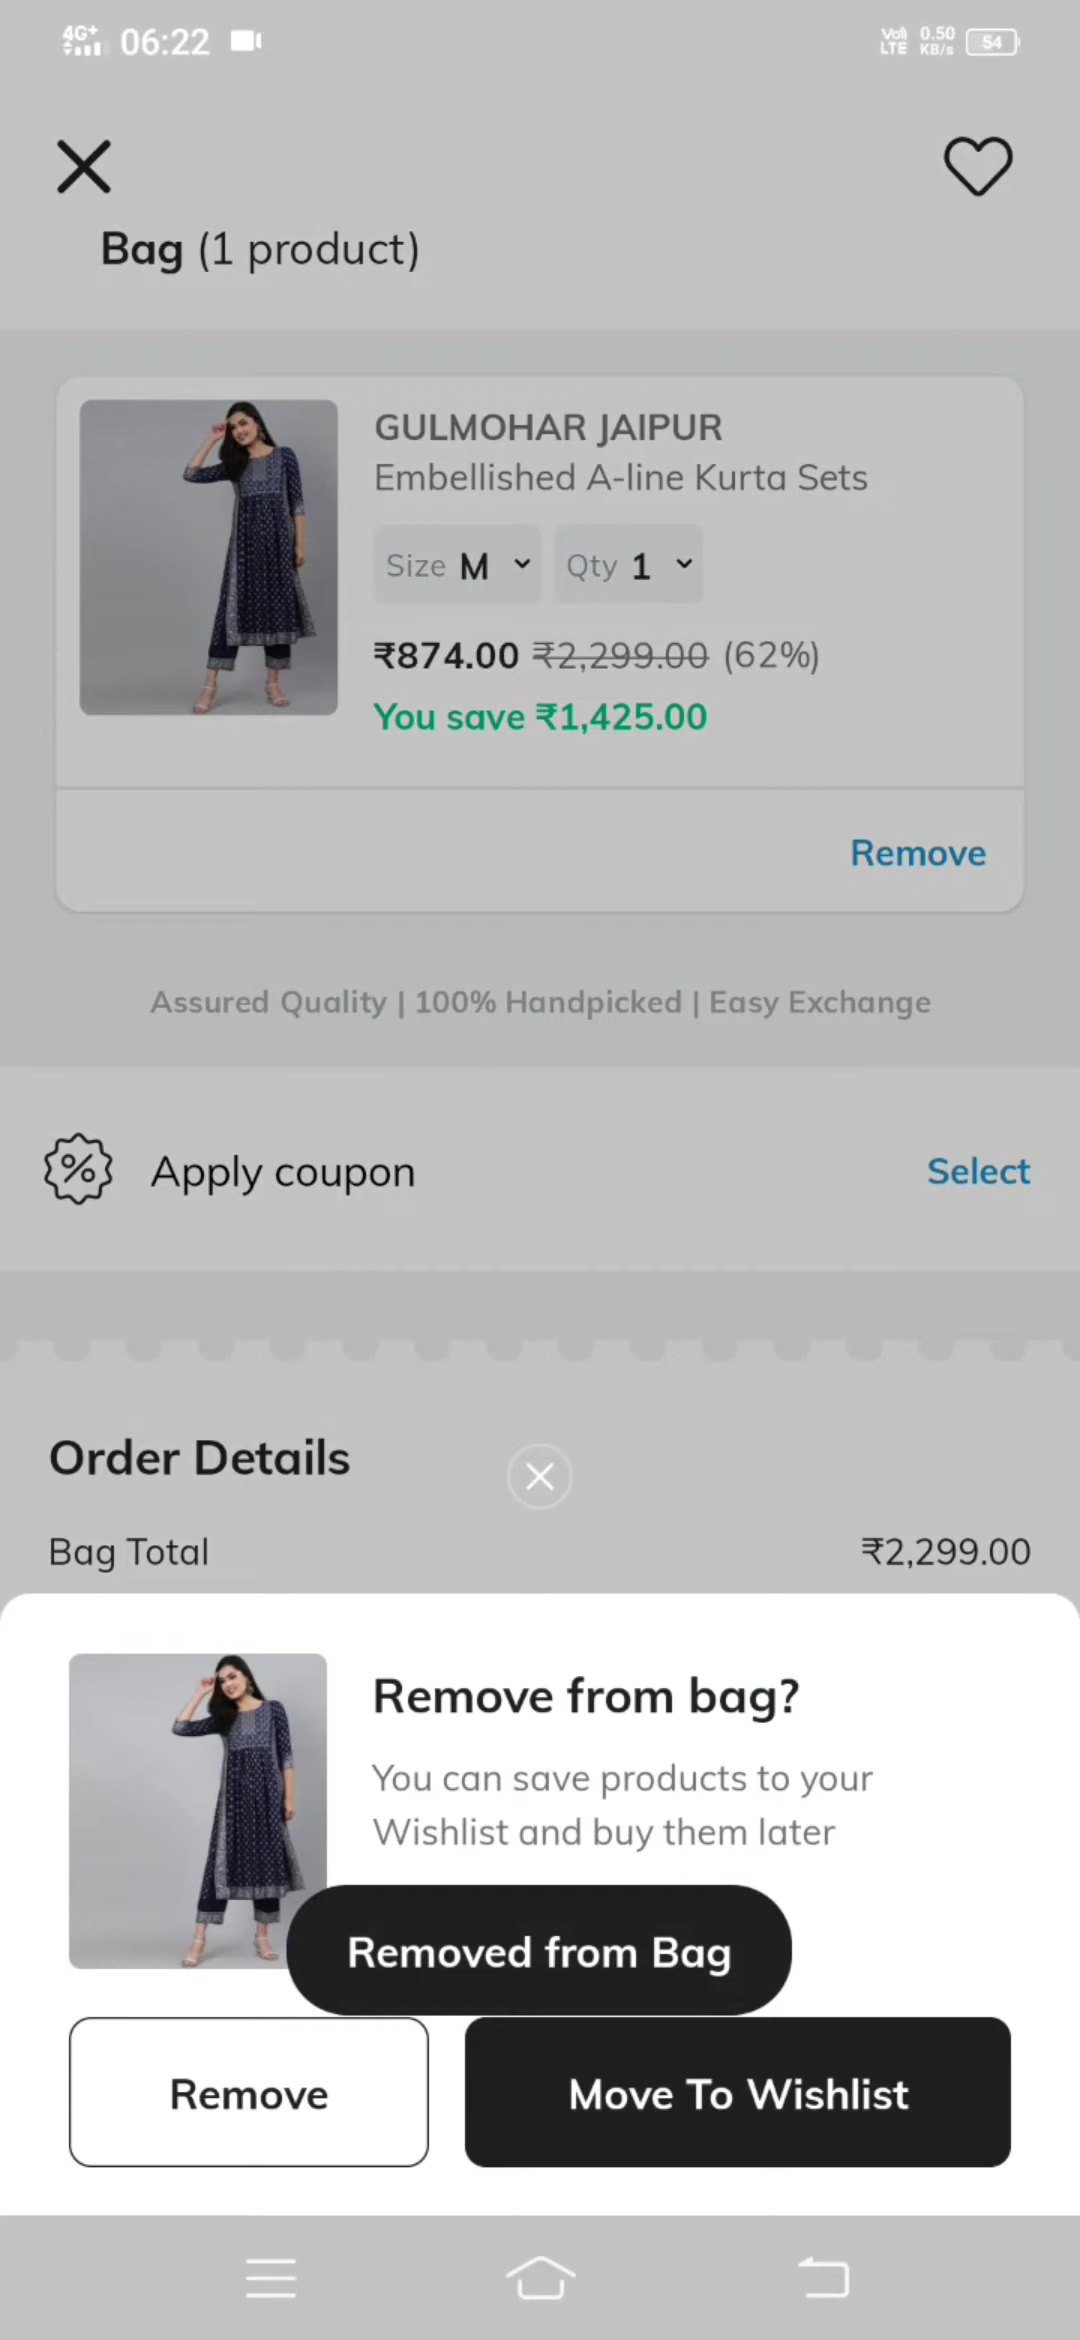 4G+ 06:22 Vo) LTE 0.50 KB/s 54
Bag (1 product)
GULMOHAR JAIPUR
Embellished A-line Kurta Sets
Size M Qty 1
₹874.00 ₹2,299.00 (62%)
You save ₹1,425.00
Remove
Assured Quality | 100% Handpicked | Easy Exchange
Apply coupon Select
Order Details
Bag Total ₹2,299.00
Remove from bag?
You can save products to your
Wishlist and buy them later
Removed from Bag
Remove Move To Wishlist